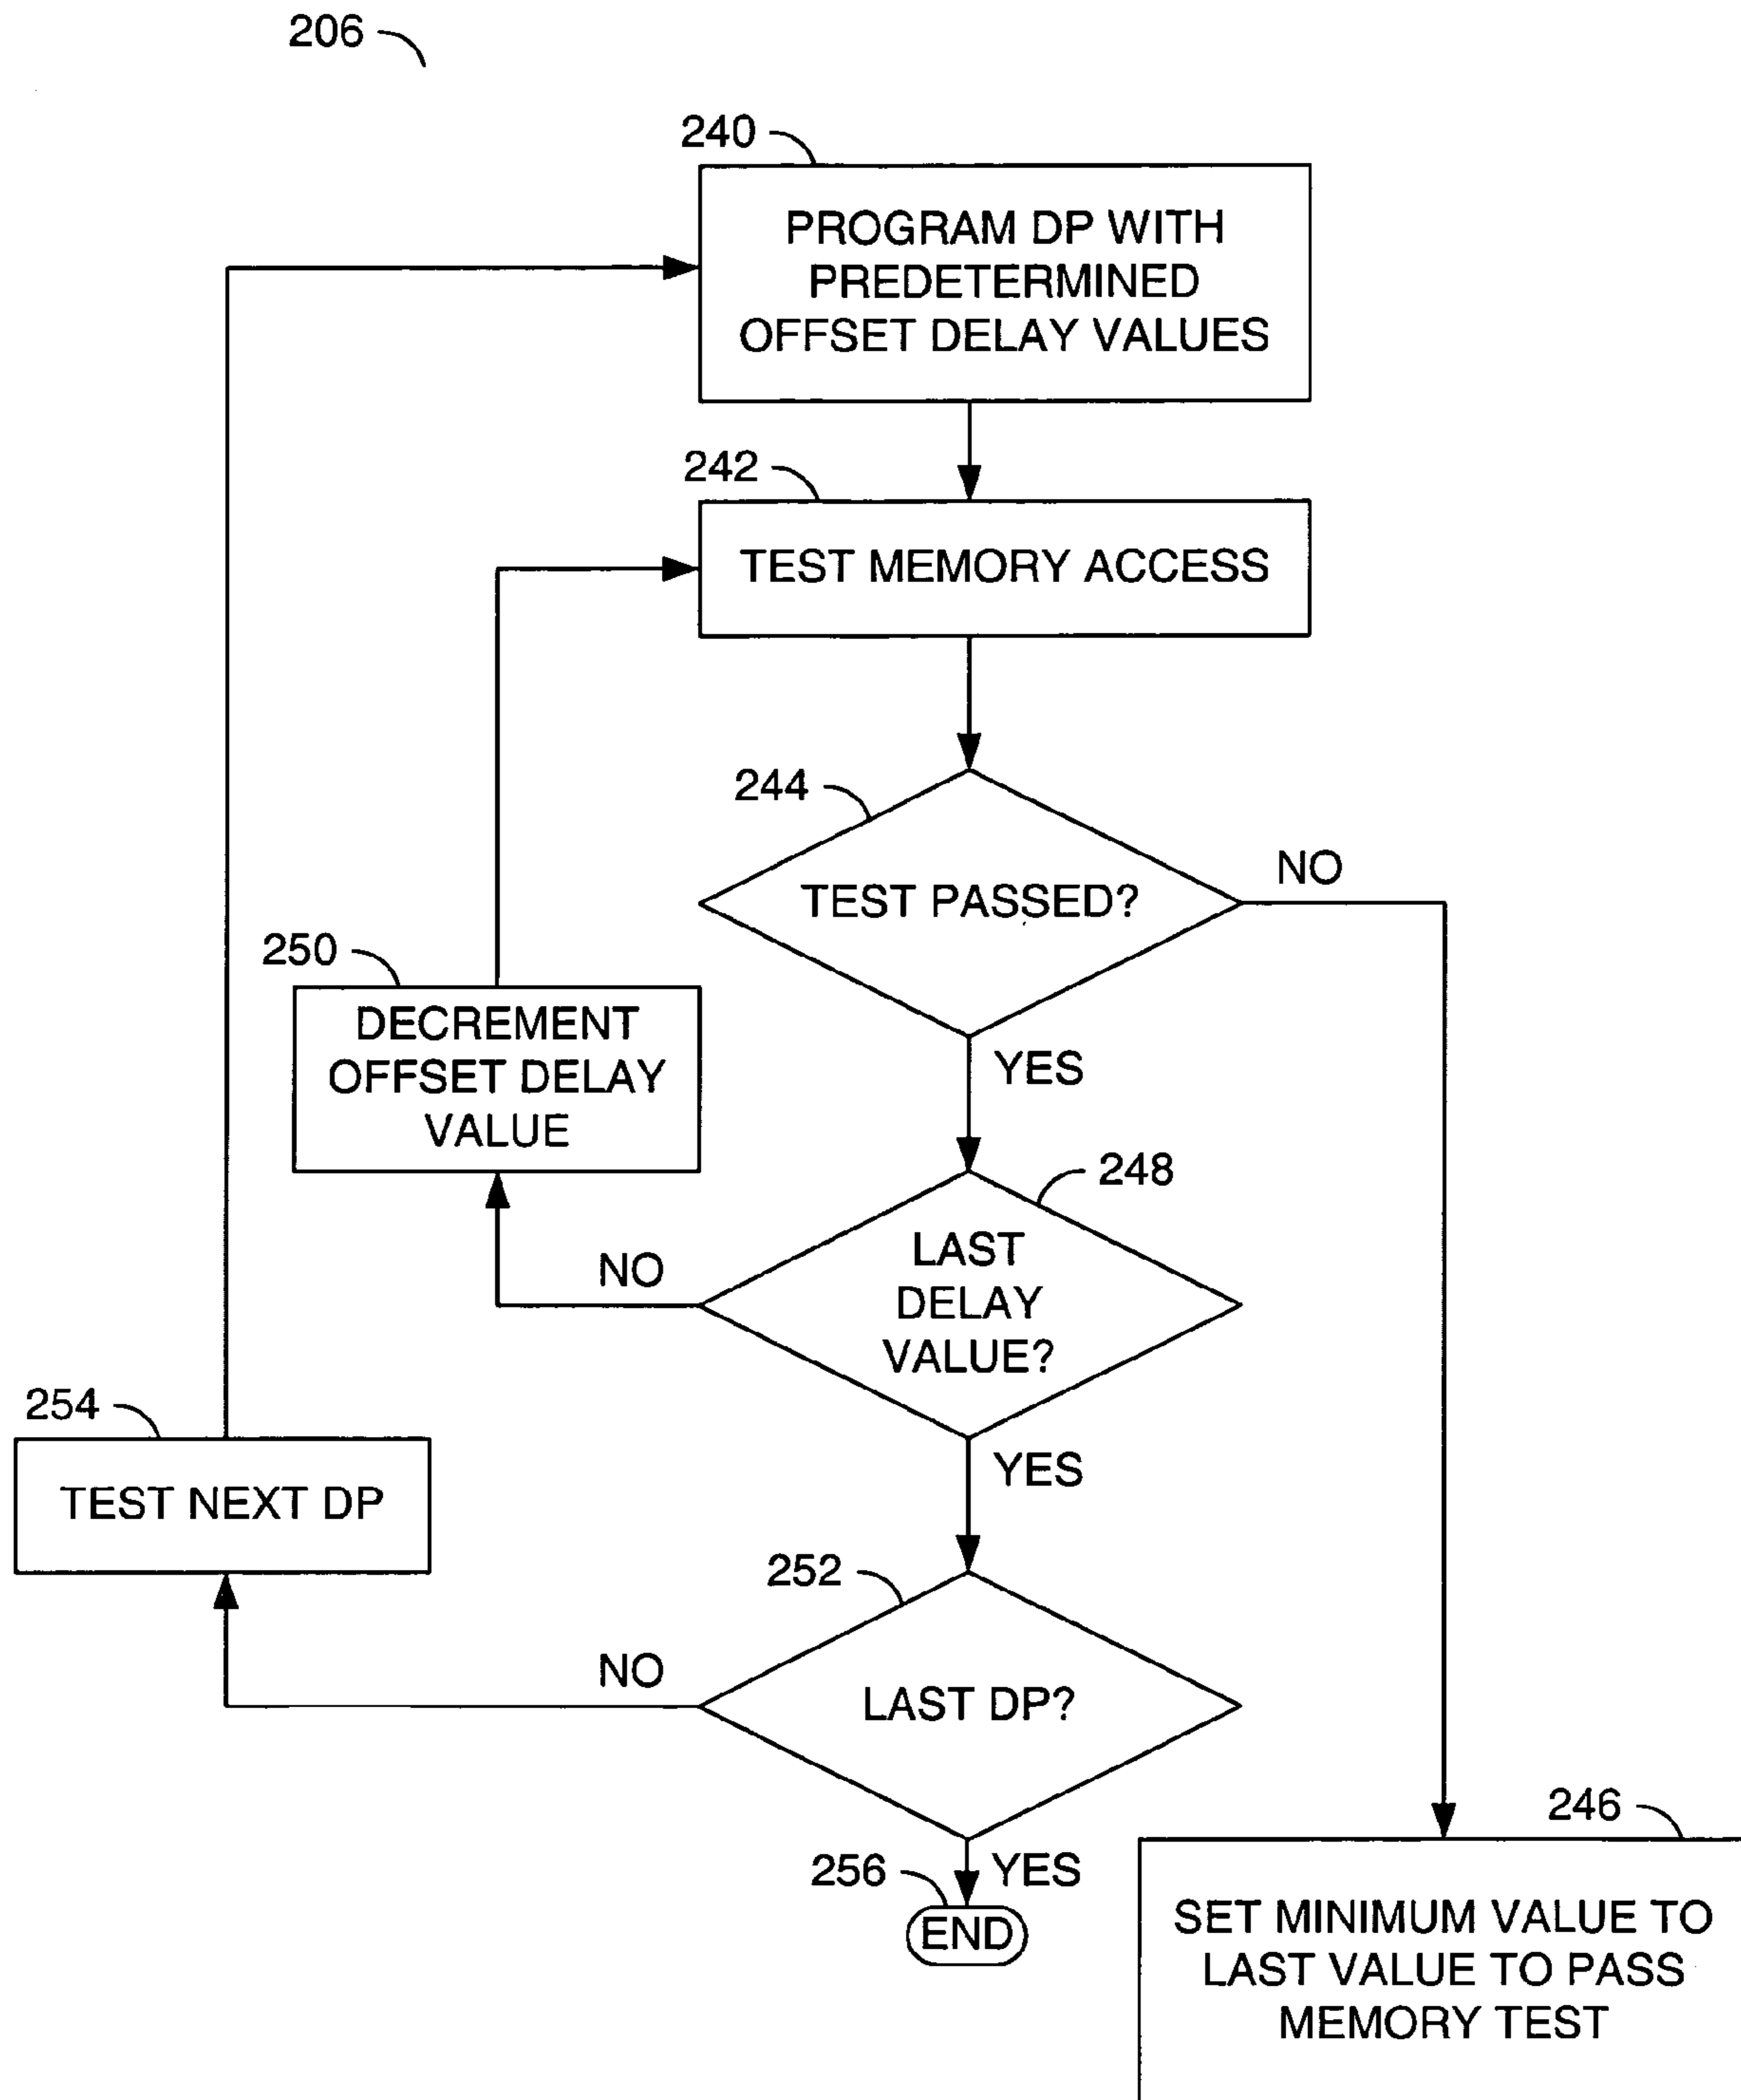 206
240
PROGRAM DP WITH
PREDETERMINED
OFFSET DELAY VALUES
242
TEST MEMORY ACCESS
244
TEST PASSED?
NO
YES
250
DECREMENT
OFFSET DELAY
VALUE
248
LAST
DELAY
VALUE?
NO
YES
254
TEST NEXT DP
252
LAST DP?
NO
YES
256
END
246
SET MINIMUM VALUE TO
LAST VALUE TO PASS
MEMORY TEST